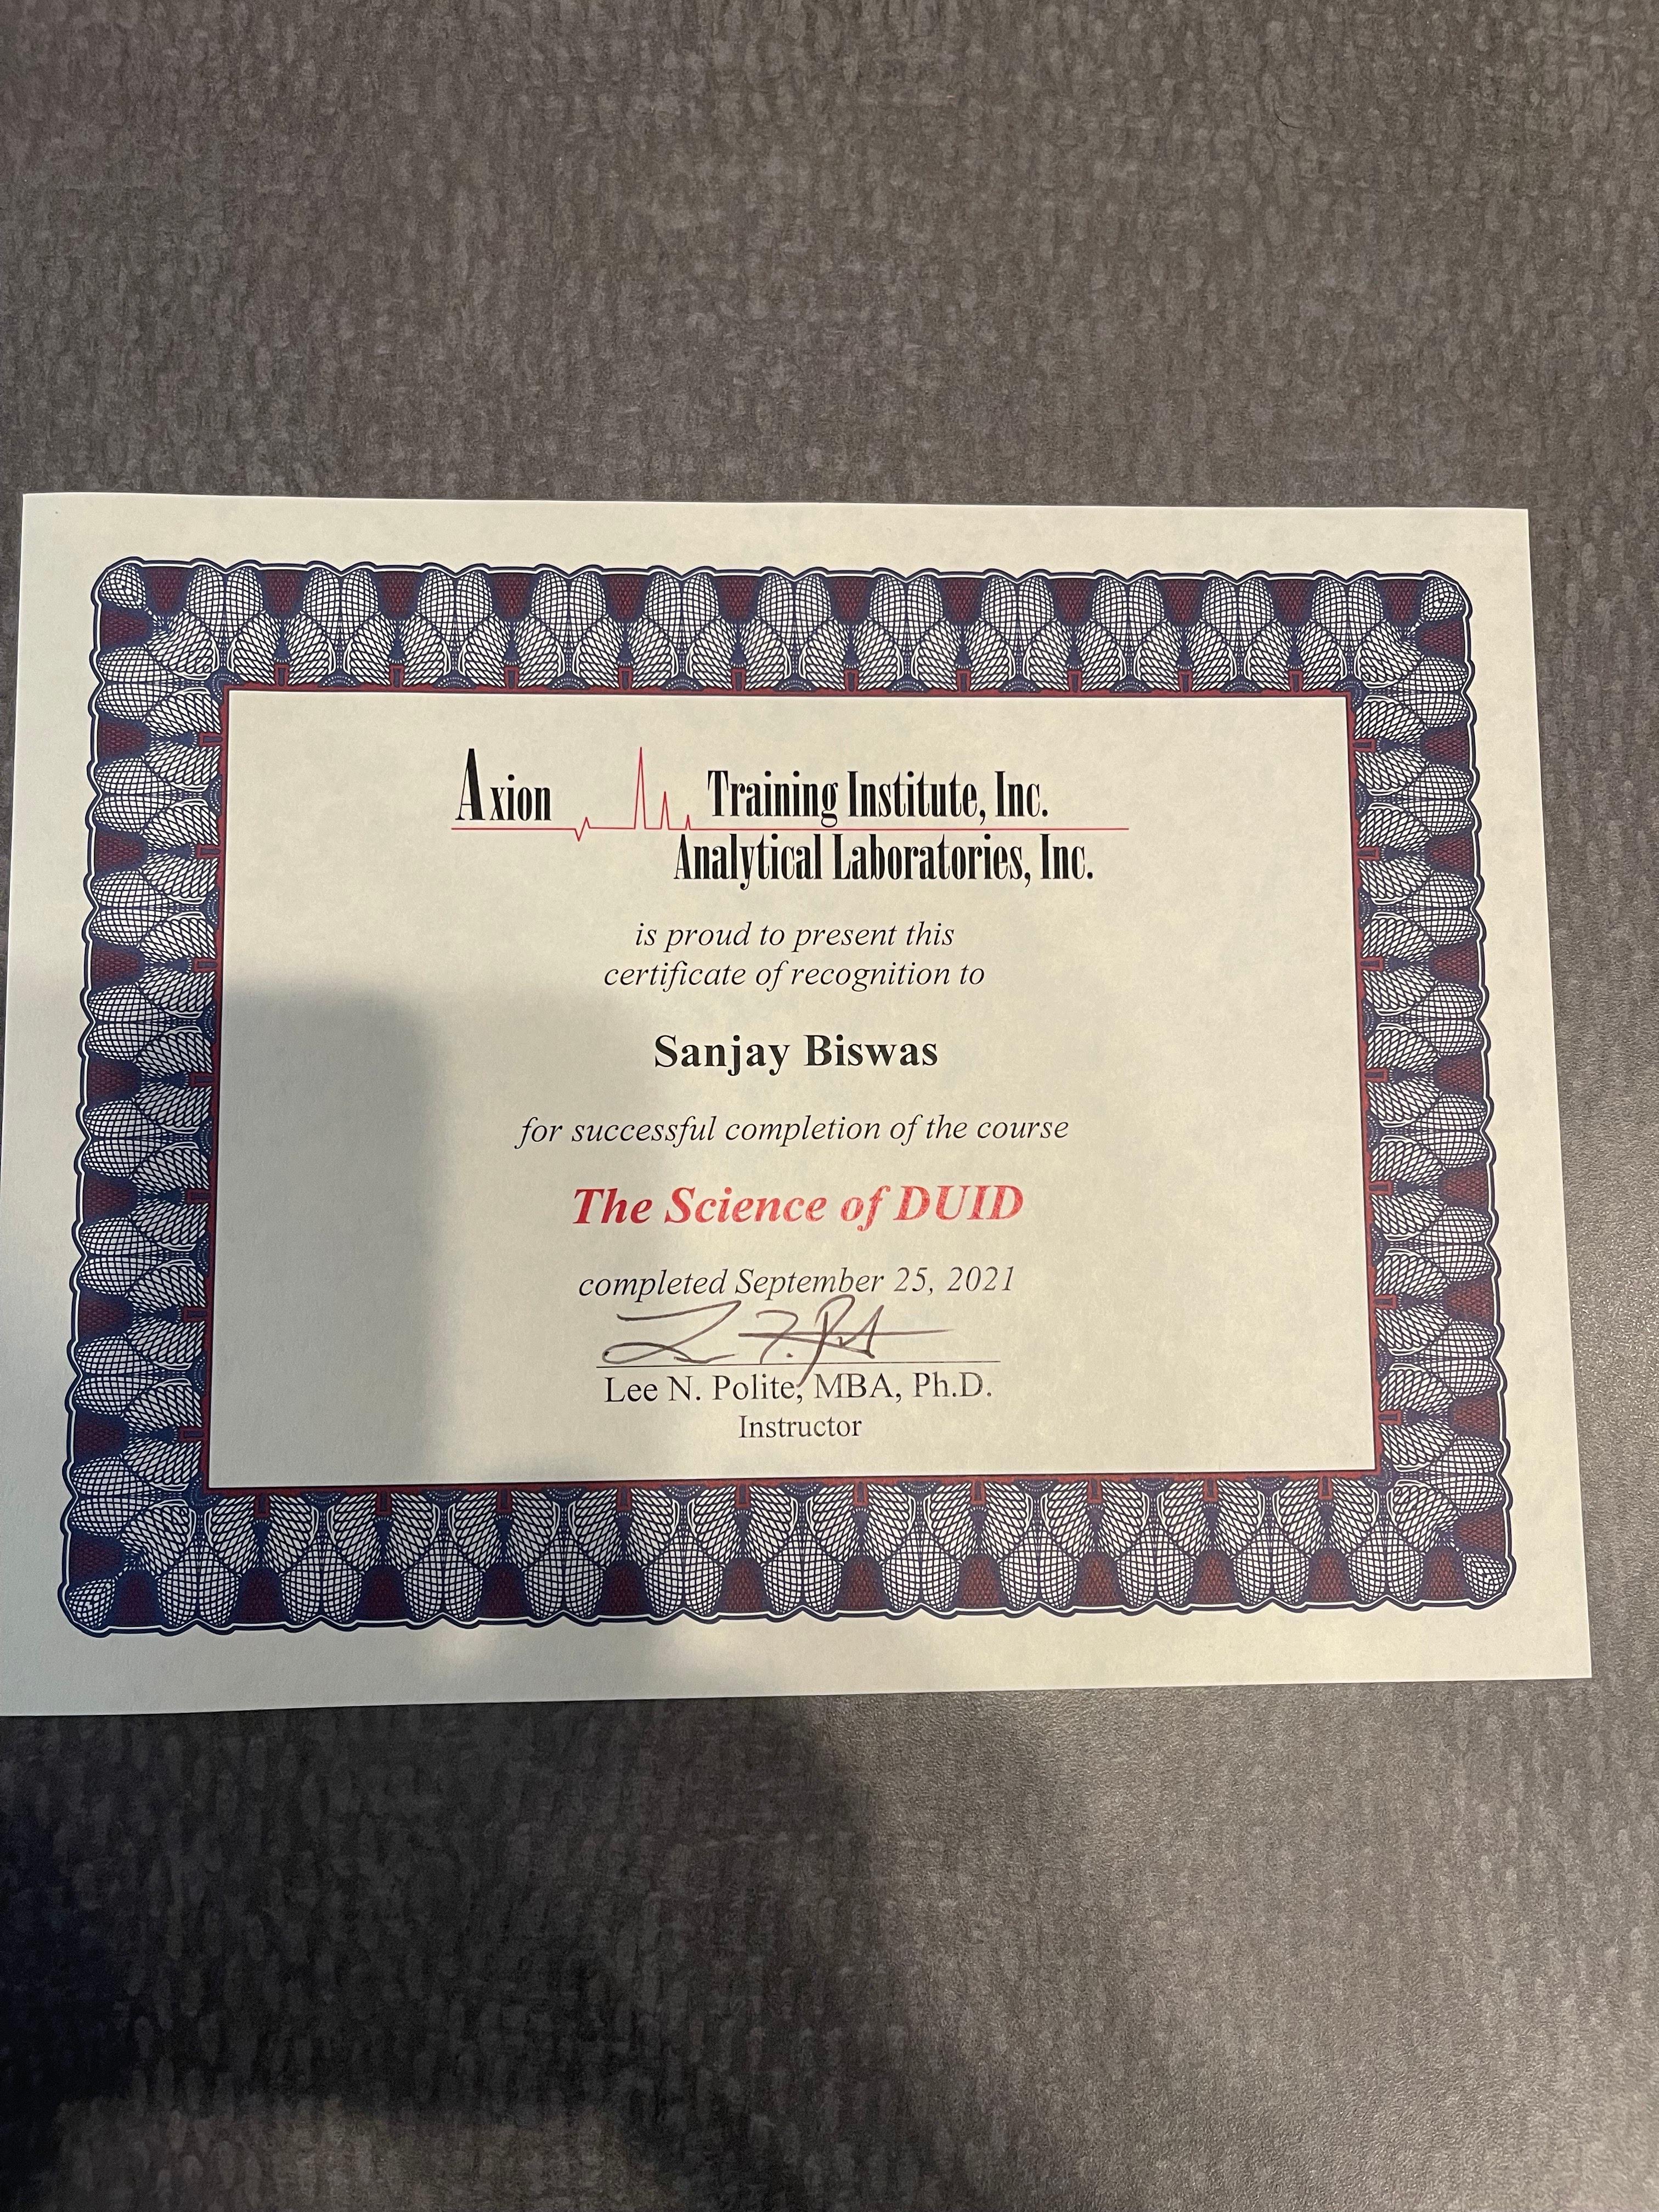 Axion Training Institute, Inc.
Analytical Laboratories, Inc.
is proud to present this
certificate of recognition to
Sanjay Biswas
for successful completion of the course
The Science of DUID
completed September 25, 2021
Lee N. Polite, MBA, Ph.D.
Instructor